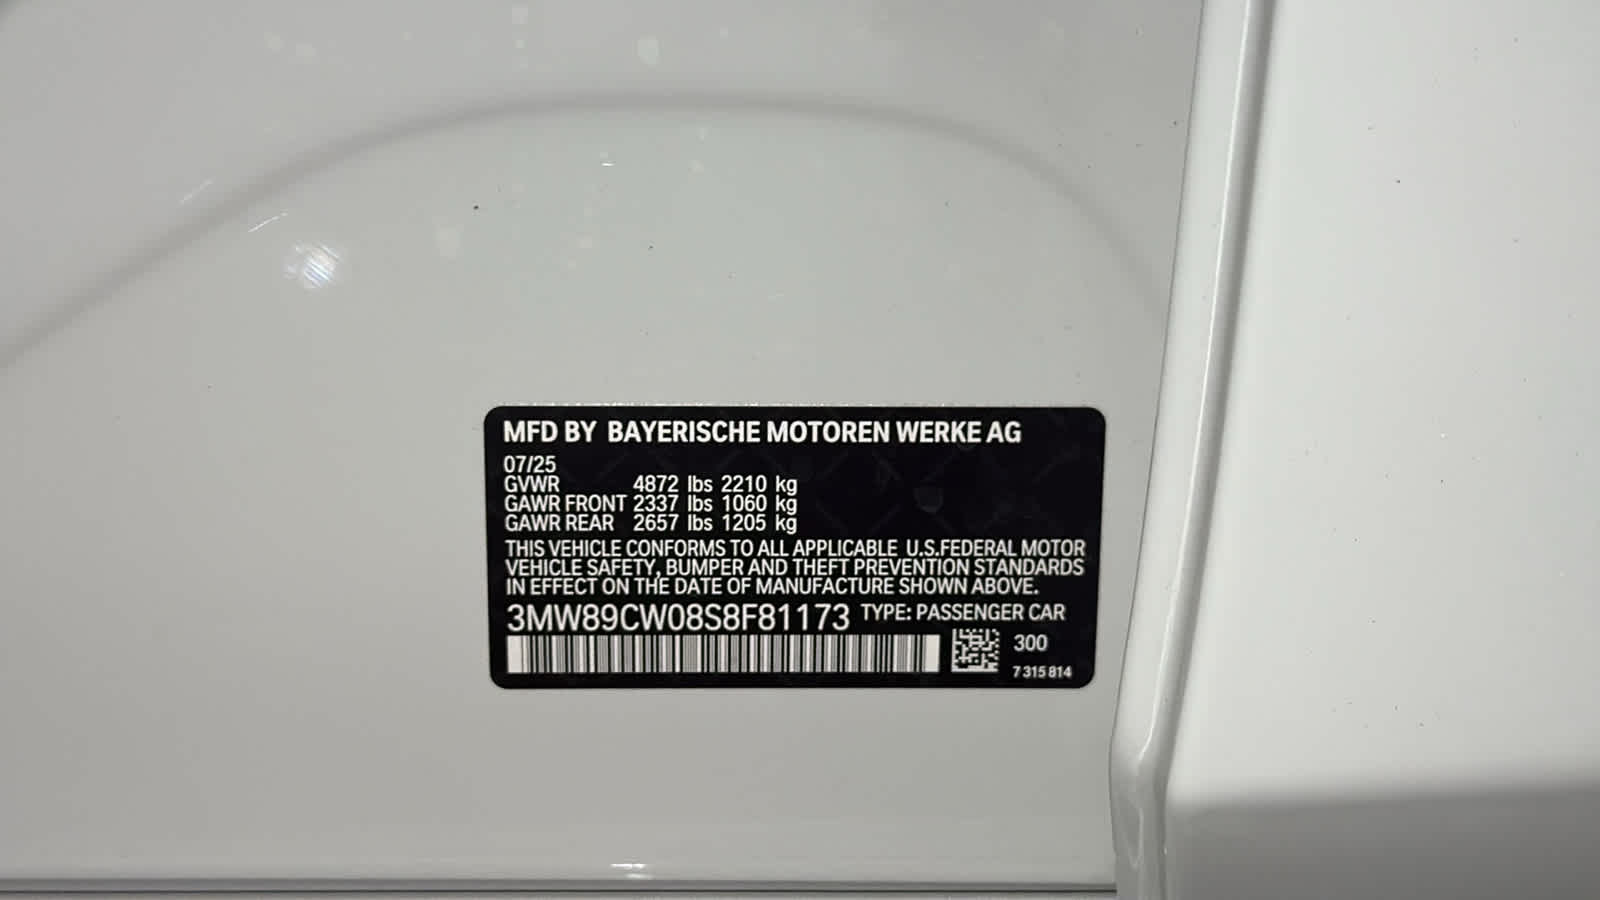 MFD BY BAYERISCHE MOTOREN WERKE AG
07/25
GVWR 4872 lbs 2210 kg
GAWR FRONT 2337 lbs 1060 kg
GAWR REAR 2657 lbs 1205 kg
THIS VEHICLE CONFORMS TO ALL APPLICABLE U.S.FEDERAL MOTOR
VEHICLE SAFETY, BUMPER AND THEFT PREVENTION STANDARDS
IN EFFECT ON THE DATE OF MANUFACTURE SHOWN ABOVE.
3MW89CW08S8F81173 TYPE: PASSENGER CAR
300
7 315 814